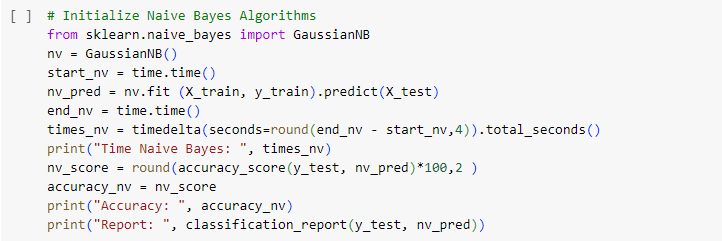 [ ] # Initialize Naive Bayes Algorithms
from sklearn.naive_bayes import GaussianNB
nv = GaussianNB()
start_nv = time.time()
nv_pred = nv.fit (X_train, y_train).predict(X_test)
end_nv = time.time()
times_nv = timedelta(seconds=round(end_nv - start_nv,4)).total_seconds()
print("Time Naive Bayes: ", times_nv)
nv_score = round(accuracy_score(y_test, nv_pred)*100,2 )
accuracy_nv = nv_score
print("Accuracy: ", accuracy_nv)
print("Report: ", classification_report(y_test, nv_pred))